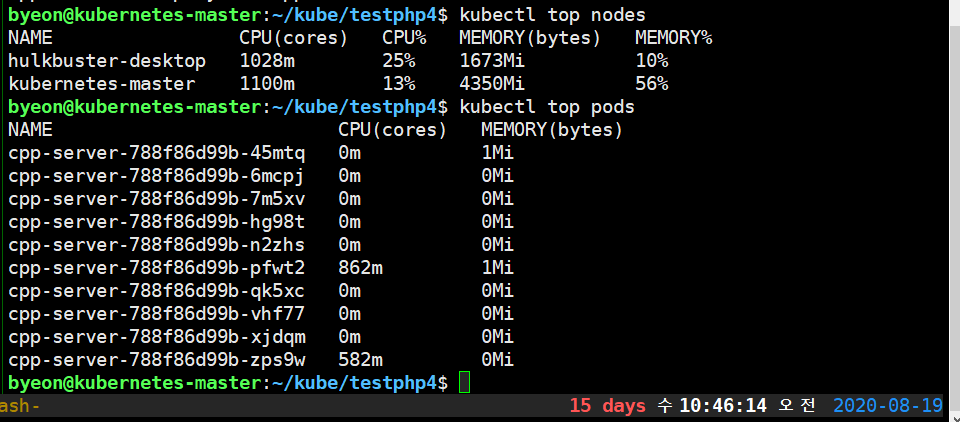 byeon@kubernetes-master:~/kube/testphp4$ kubectl top nodes
NAME CPU(cores) CPU% MEMORY(bytes) MEMORY%
hulkbuster-desktop 1028m 25% 1673Mi 10%
kubernetes-master 1100m 13% 4350Mi 56%
byeon@kubernetes-master:~/kube/testphp4$ kubectl top pods
NAME CPU(cores) MEMORY(bytes)
cpp-server-788f86d99b-45mtq 0m 1Mi
cpp-server-788f86d99b-6mcpj 0m 0Mi
cpp-server-788f86d99b-7m5xv 0m 0Mi
cpp-server-788f86d99b-hg98t 0m 0Mi
cpp-server-788f86d99b-n2zhs 0m 0Mi
cpp-server-788f86d99b-pfwt2 862m 1Mi
cpp-server-788f86d99b-qk5xc 0m 0Mi
cpp-server-788f86d99b-vhf77 0m 0Mi
cpp-server-788f86d99b-xjdqm 0m 0Mi
cpp-server-788f86d99b-zps9w 582m 0Mi
byeon@kubernetes-master:~/kube/testphp4$
ash- 15 days 수 10:46:14 오전 2020-08-19